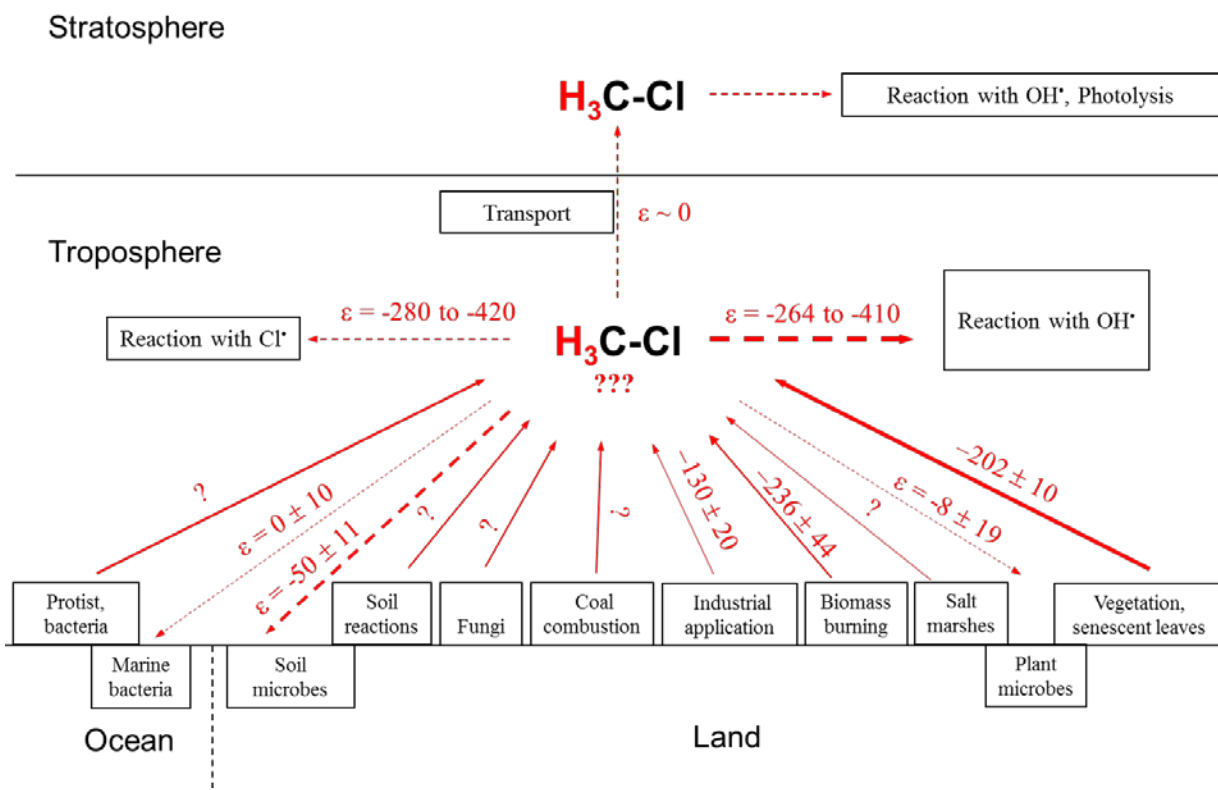 Stratosphere
H₃C-Cl
Reaction with OH•, Photolysis
Transport
ε ~ 0
Troposphere
ε = -280 to -420
ε = -264 to -410
Reaction with Cl•
H₃C-Cl
Reaction with OH•
???
?
ε = 0 ± 10
ε = -50 ± 11
?
?
?
−130 ± 20
−236 ± 44
?
ε = -8 ± 19
−202 ± 10
Protist,
bacteria
Soil
reactions
Fungi
Coal
combustion
Industrial
application
Biomass
burning
Salt
marshes
Vegetation,
senescent leaves
Marine
bacteria
Soil
microbes
Plant
microbes
Ocean
Land